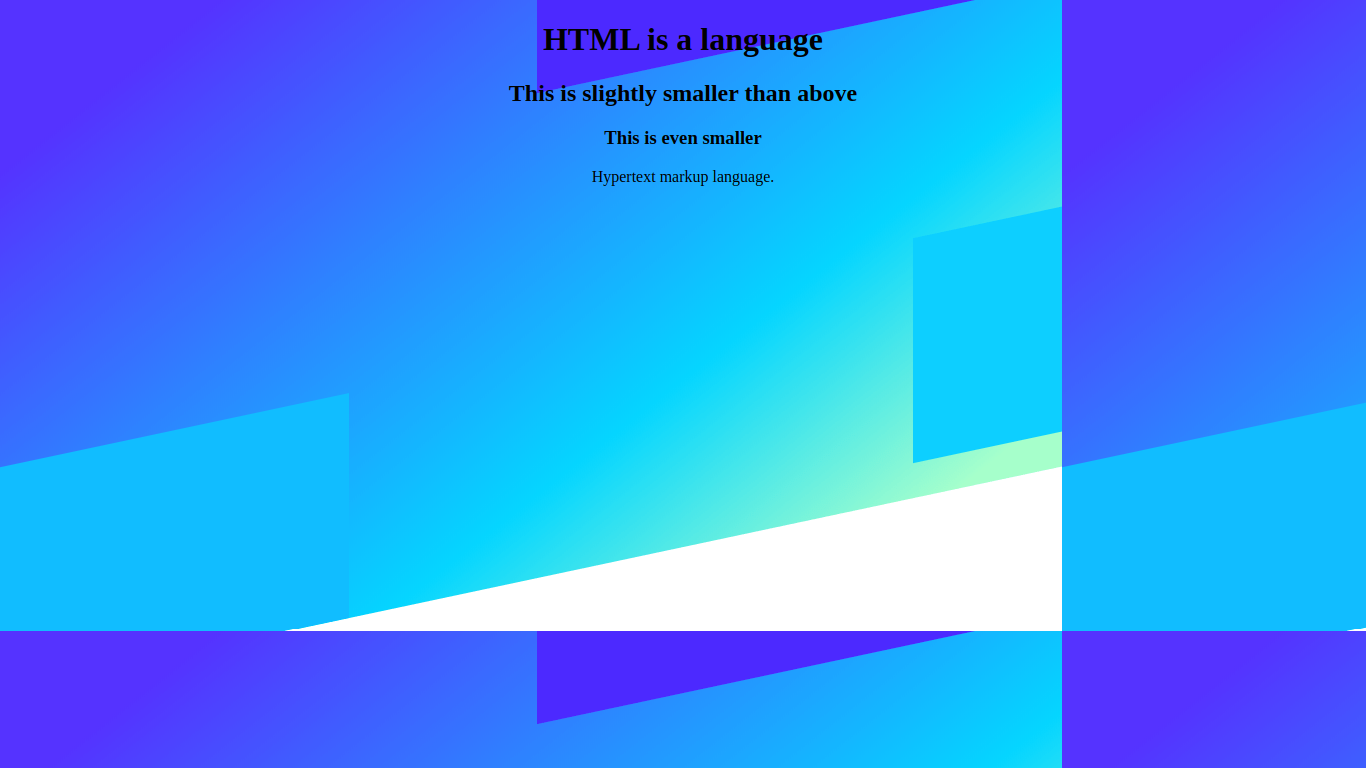 HTML is a language
This is slightly smaller than above
This is even smaller
Hypertext markup language.